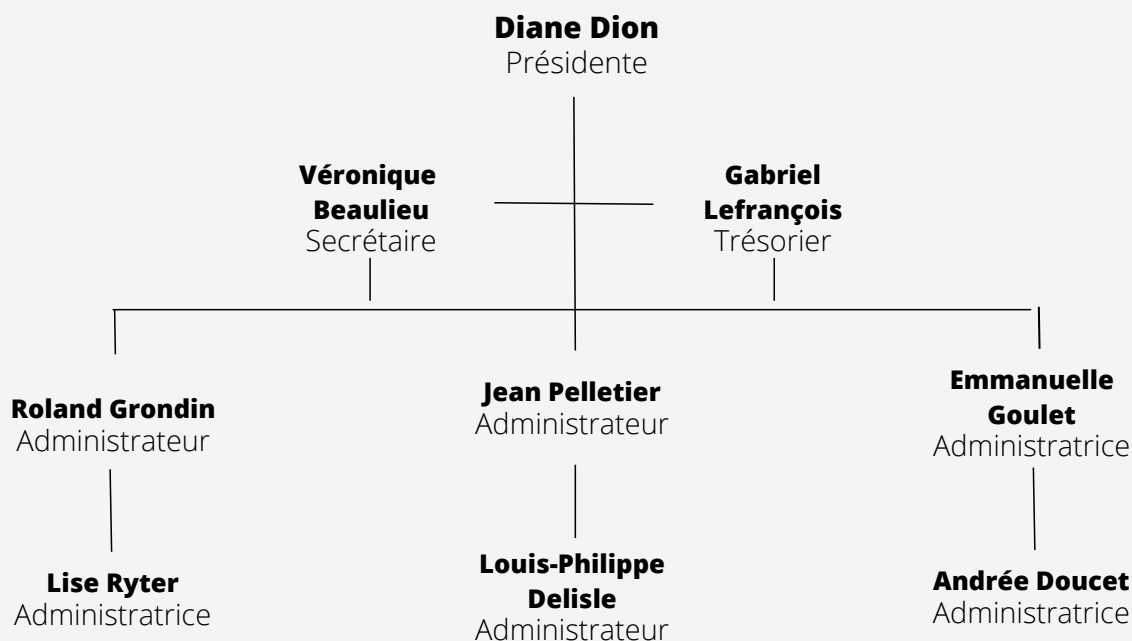 Diane Dion
Présidente
Véronique
Beaulieu
Secrétaire
Gabriel
Lefrançois
Trésorier
Roland Grondin
Administrateur
Jean Pelletier
Administrateur
Emmanuelle
Goulet
Administratrice
Lise Ryter
Administratrice
Louis-Philippe
Delisle
Administrateur
Andrée Doucet
Administratrice